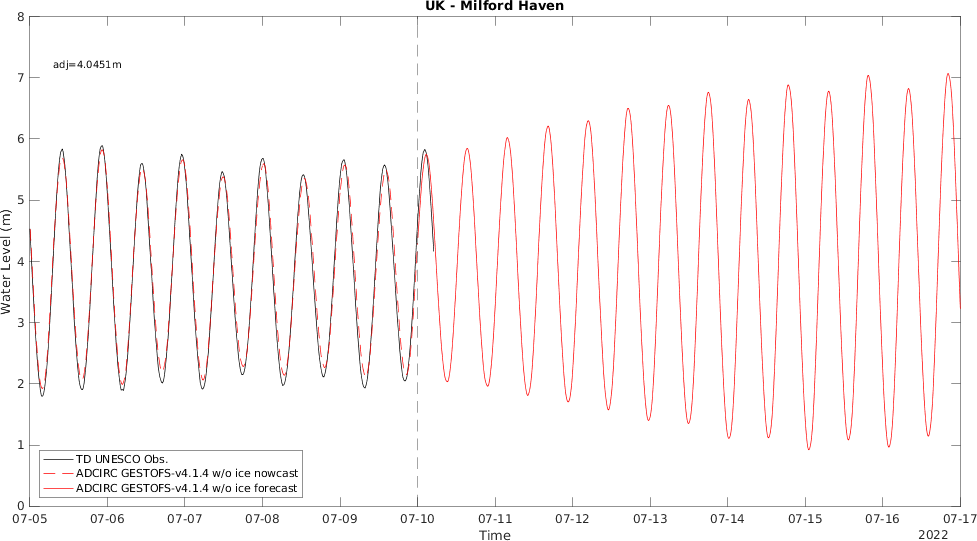 UK - Milford Haven
8
7
6
5
4
3
2
1
0
Water Level (m)
adj=4.0451m
TD UNESCO Obs.
ADCIRC GESTOFS-v4.1.4 w/o ice nowcast
ADCIRC GESTOFS-v4.1.4 w/o ice forecast
07-05 07-06 07-07 07-08 07-09 07-10 07-11 07-12 07-13 07-14 07-15 07-16 07-17
Time
2022